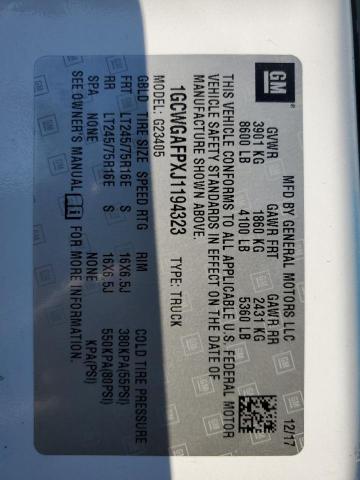 GM
MFD BY GENERAL MOTORS LLC 12/17
GVWR GAWR FRT GAWR RR
3901 KG 1860 KG 2431 KG
8600 LB 4100 LB 5360 LB
THIS VEHICLE CONFORMS TO ALL APPLICABLE U.S. FEDERAL MOTOR
VEHICLE SAFETY STANDARDS IN EFFECT ON THE DATE OF
MANUFACTURE SHOWN ABOVE.
1GCWGAFPXJ1194323 TYPE: TRUCK
MODEL: G23405
GBLD TIRE SIZE SPEED RTG RIM COLD TIRE PRESSURE
FRT LT245/75R16E S 16X6.5J 380KPA(55PSI)
RR LT245/75R16E S 16X6.5J 550KPA(80PSI)
SPA NONE NONE KPA(PSI)
SEE OWNER'S MANUAL i FOR MORE INFORMATION.